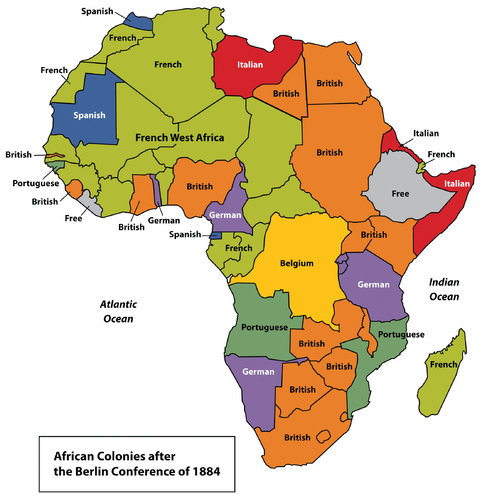 Spanish
French
French
Italian
British
British
French
Spanish
French West Africa
British
Italian
French
British
Portuguese
British
Free
British
German
British
German
Free
Italian
Spanish
French
British
British
Belgium
German
Indian
Ocean
Atlantic
Ocean
Portuguese
Portuguese
British
German
British
British
French
British
African Colonies after
the Berlin Conference of 1884